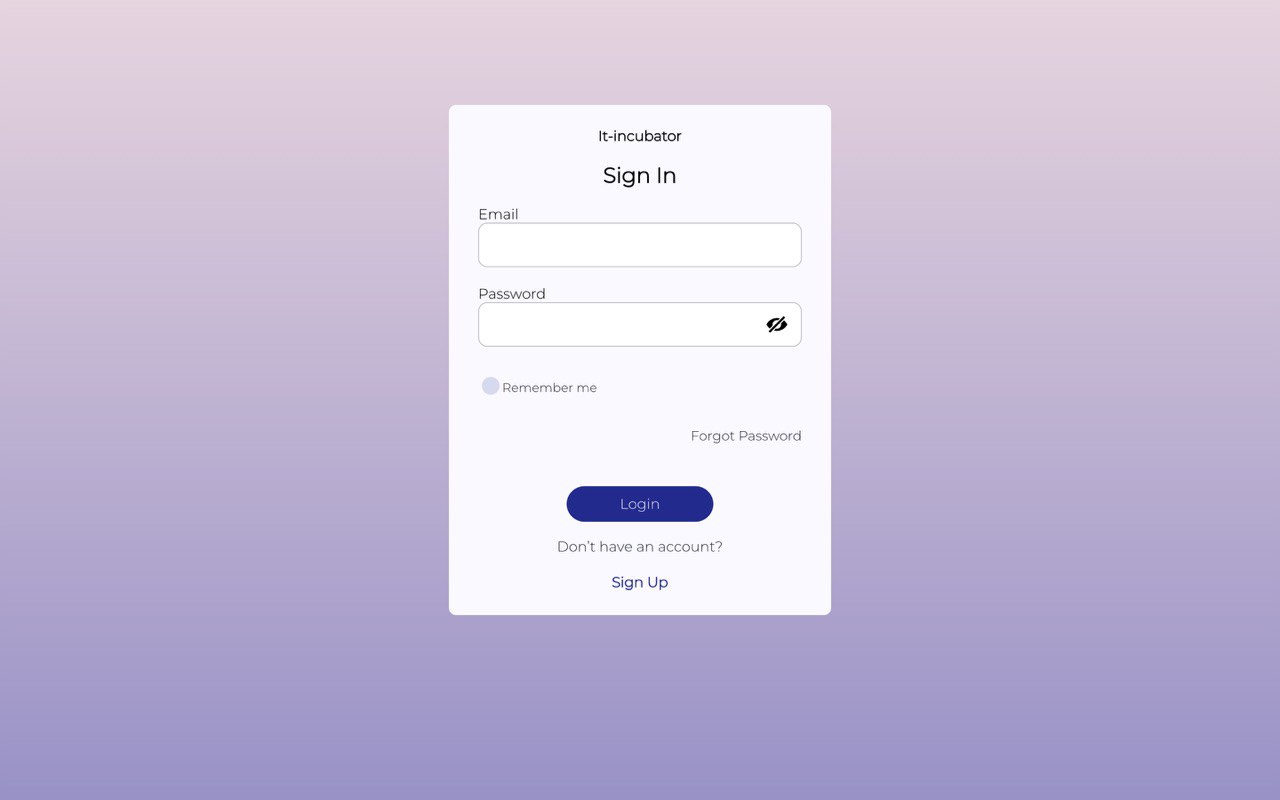 It-incubator
Sign In
Email
Password
Remember me
Forgot Password
Login
Don't have an account?
Sign Up